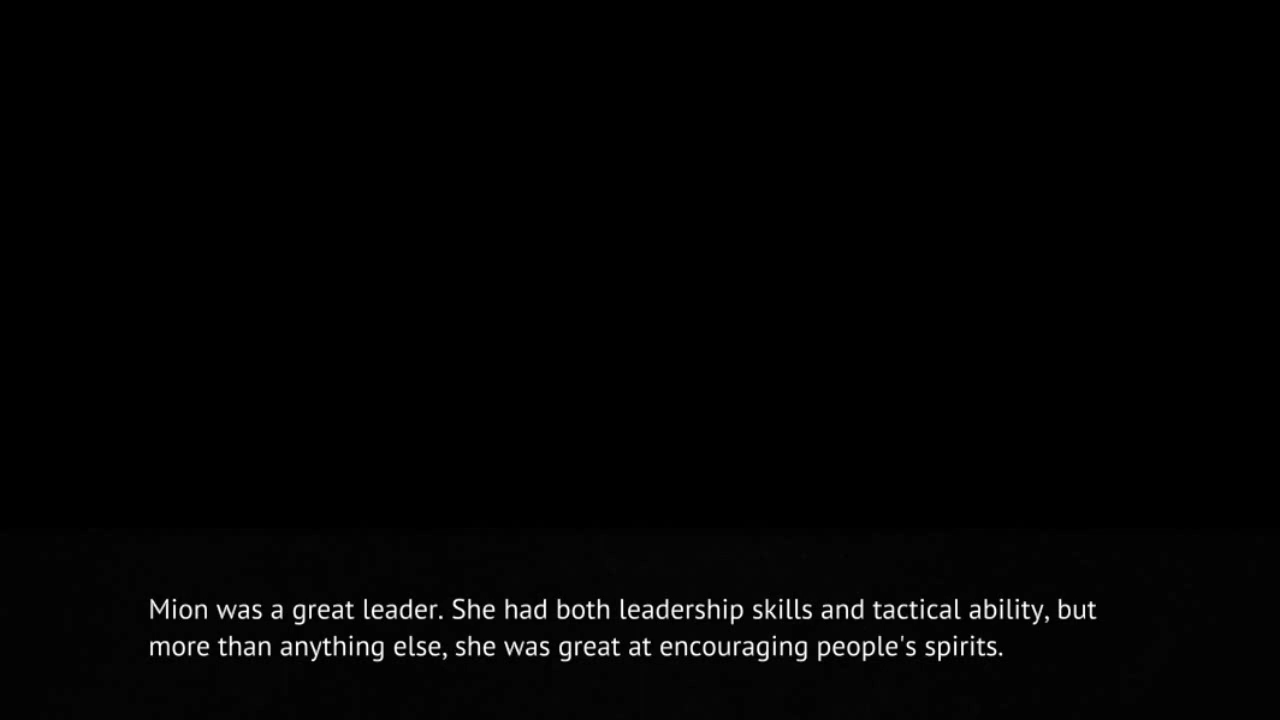 Mion was a great leader. She had both leadership skills and tactical ability, but
more than anything else, she was great at encouraging people's spirits.